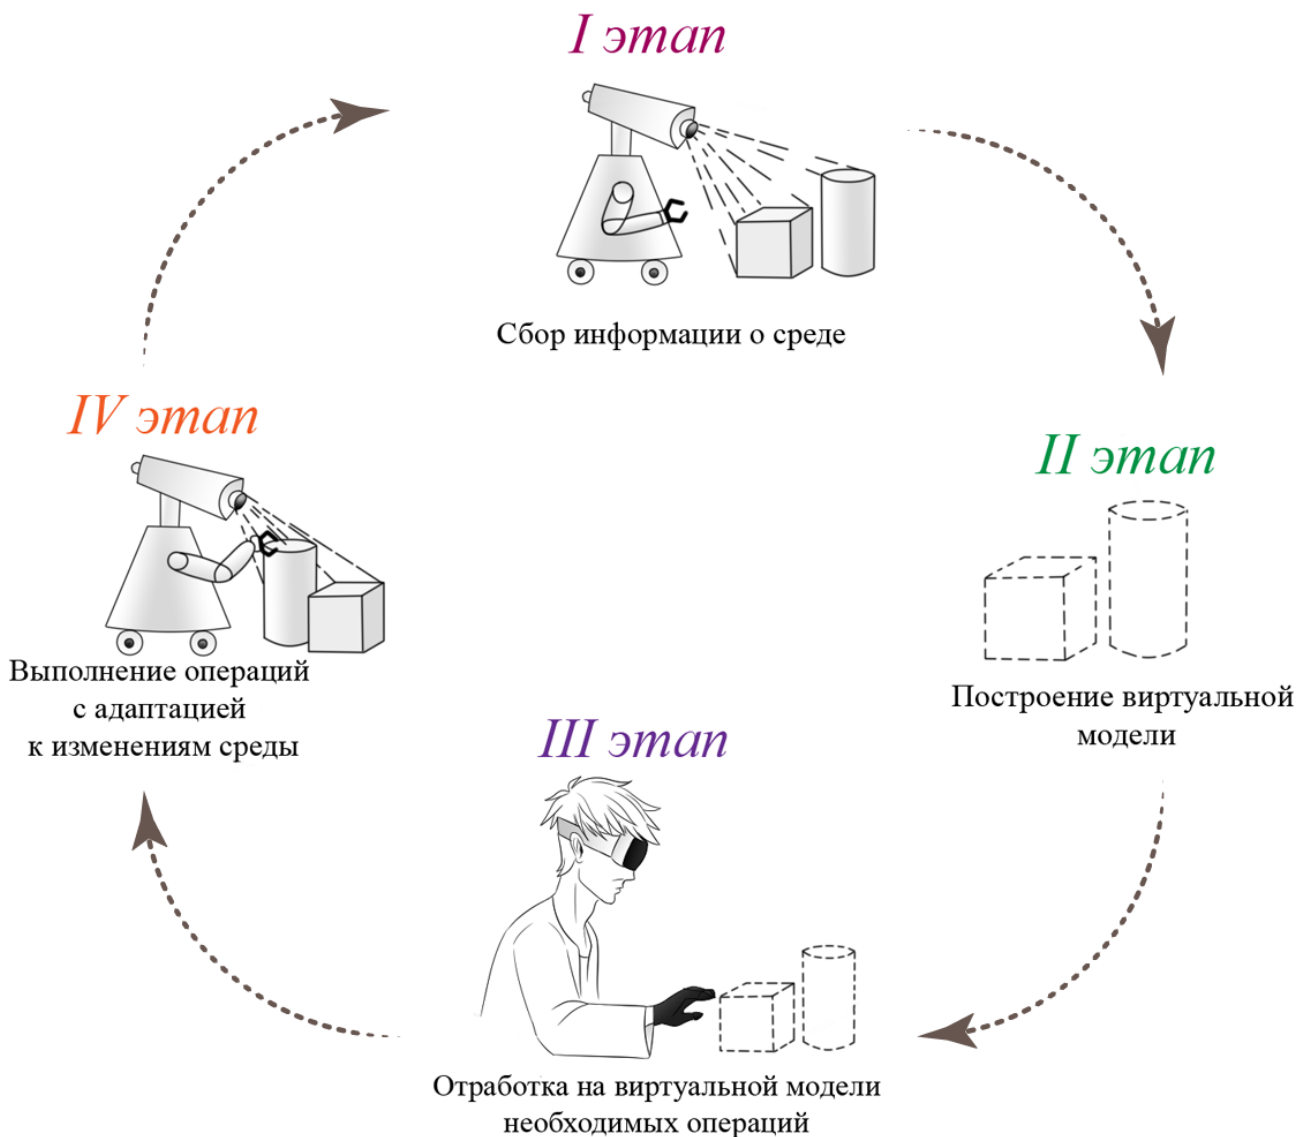 I этап
Сбор информации о среде
II этап
Построение виртуальной
модели
III этап
Отработка на виртуальной модели
необходимых операций
IV этап
Выполнение операций
с адаптацией
к изменениям среды